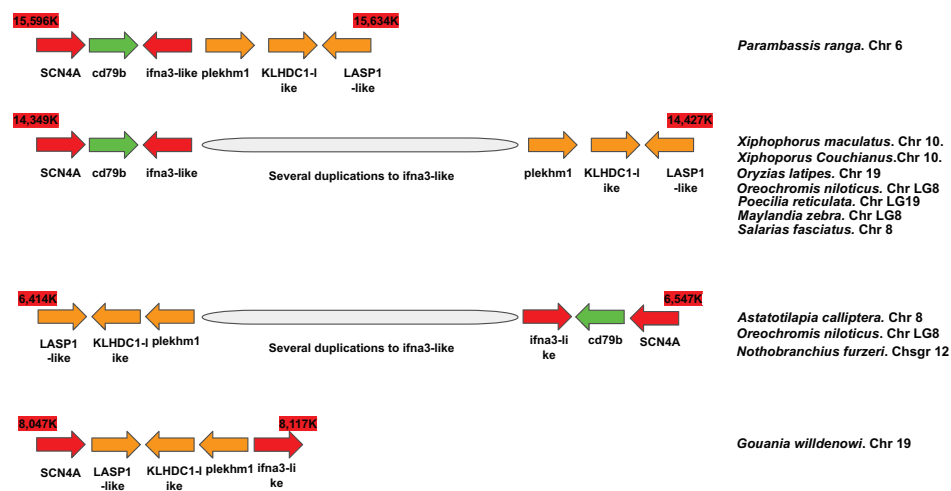 15,596K 15,634K
SCN4A cd79b ifna3-like plekhm1 KLHDC1-l LASP1
ike -like
Parambassis ranga. Chr 6
14,349K 14,427K
SCN4A cd79b ifna3-like Several duplications to ifna3-like plekhm1 KLHDC1-l LASP1
ike -like
Xiphophorus maculatus. Chr 10.
Xiphoporus Couchianus.Chr 10.
Oryzias latipes. Chr 19
Oreochromis niloticus. Chr LG8
Poecilia reticulata. Chr LG19
Maylandia zebra. Chr LG8
Salarias fasciatus. Chr 8
6,414K 6,547K
LASP1 KLHDC1-l plekhm1 Several duplications to ifna3-like ifna3-li cd79b SCN4A
-like ike ke
Astatotilapia calliptera. Chr 8
Oreochromis niloticus. Chr LG8
Nothobranchius furzeri. Chsgr 12
8,047K 8,117K
SCN4A LASP1 KLHDC1-l plekhm1 ifna3-li
-like ike ke
Gouania willdenowi. Chr 19